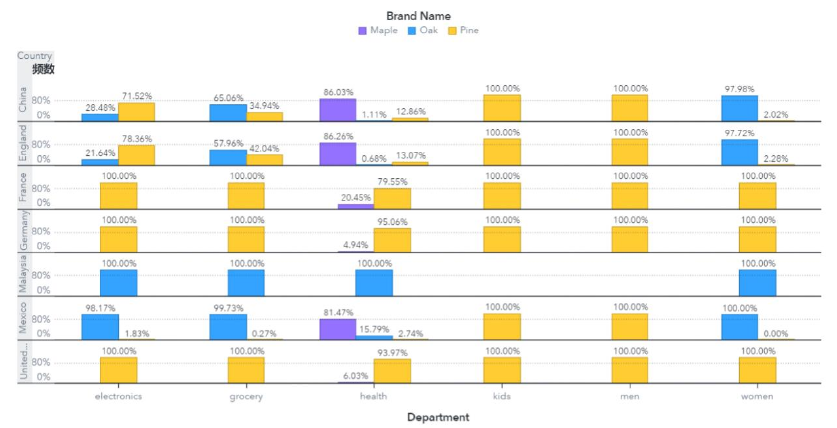 Brand Name
Maple Oak Pine
Country
频数
China
80%
0%
28.48% 71.52% 65.06% 34.94% 86.03% 1.11% 12.86% 100.00% 100.00% 97.98% 2.02%
England
80%
0%
21.64% 78.36% 57.96% 42.04% 86.26% 0.68% 13.07% 100.00% 100.00% 97.72% 2.28%
France
80%
0%
100.00% 100.00% 20.45% 79.55% 100.00% 100.00% 100.00%
Germany
80%
0%
100.00% 100.00% 4.94% 95.06% 100.00% 100.00% 100.00%
Malaysia
80%
0%
100.00% 100.00% 100.00% 100.00%
Mexico
80%
0%
98.17% 1.83% 99.73% 0.27% 81.47% 15.79% 2.74% 100.00% 100.00% 100.00% 0.00%
United...
80%
0%
100.00% 100.00% 6.03% 93.97% 100.00% 100.00% 100.00%
electronics grocery health kids men women
Department